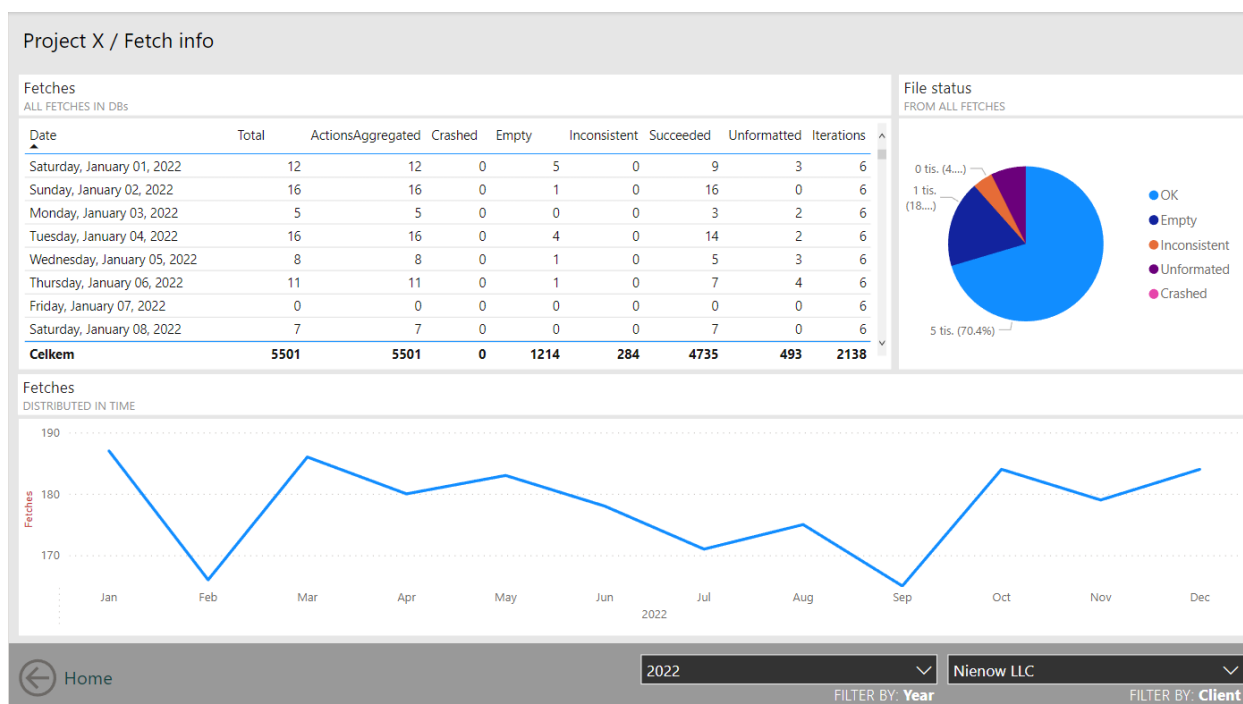 Project X / Fetch info
Fetches
ALL FETCHES IN DBs
Date Total ActionsAggregated Crashed Empty Inconsistent Succeeded Unformatted Iterations
Saturday, January 01, 2022 12 12 0 5 0 9 3 6
Sunday, January 02, 2022 16 16 0 1 0 16 0 6
Monday, January 03, 2022 5 5 0 0 0 3 2 6
Tuesday, January 04, 2022 16 16 0 4 0 14 2 6
Wednesday, January 05, 2022 8 8 0 1 0 5 3 6
Thursday, January 06, 2022 11 11 0 1 0 7 4 6
Friday, January 07, 2022 0 0 0 0 0 0 0 6
Saturday, January 08, 2022 7 7 0 0 0 7 0 6
Celkem 5501 5501 0 1214 284 4735 493 2138
File status
FROM ALL FETCHES
0 tis. (4....)
1 tis.
(18....)
5 tis. (70.4%)
OK
Empty
Inconsistent
Unformated
Crashed
Fetches
DISTRIBUTED IN TIME
Fetches
190
180
170
Jan Feb Mar Apr May Jun Jul Aug Sep Oct Nov Dec
2022
Home
2022
FILTER BY: Year
Nienow LLC
FILTER BY: Client